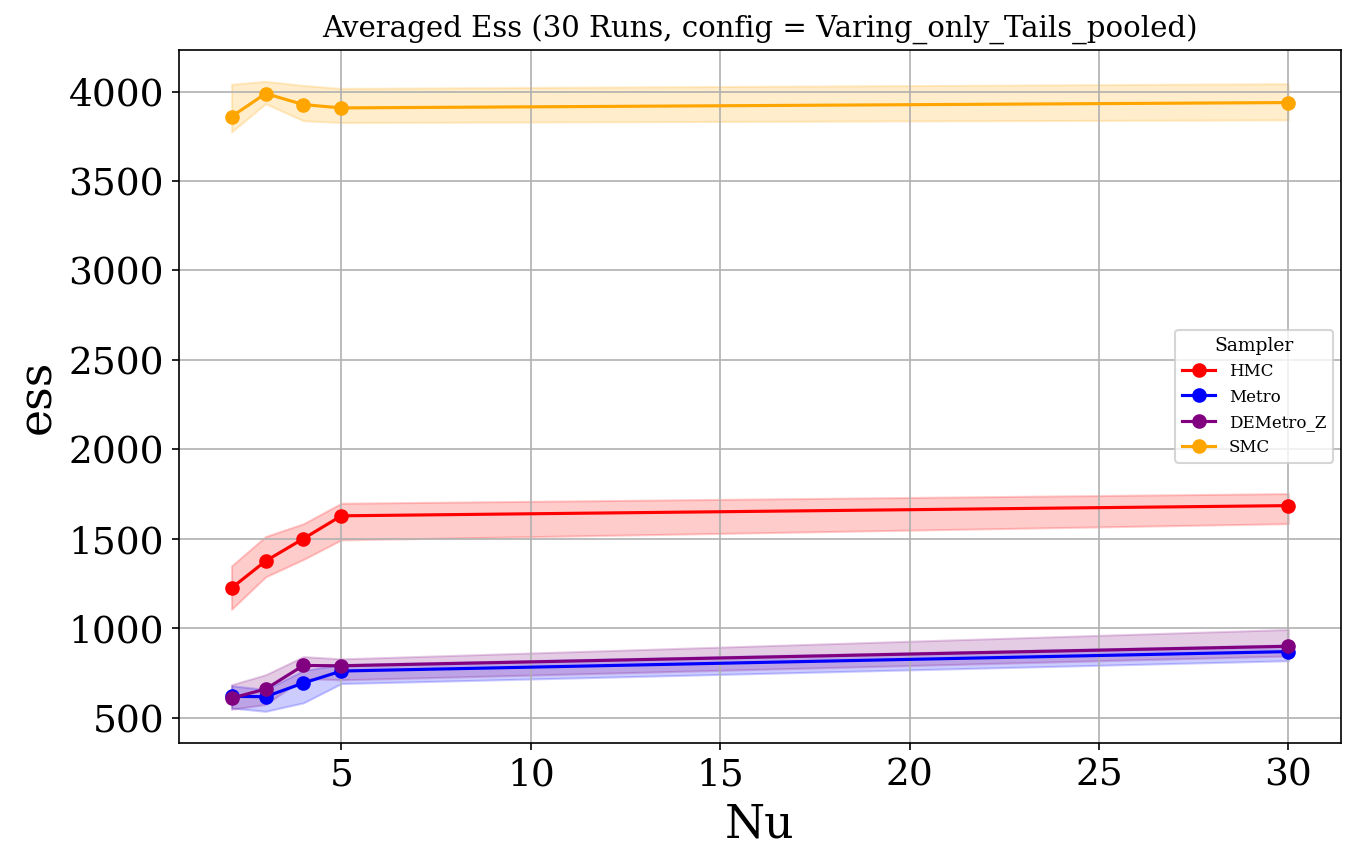 Averaged Ess (30 Runs, config = Varing_only_Tails_pooled)
4000
3500
3000
2500
2000
1500
1000
500
ess
Sampler
HMC
Metro
DEMetro_Z
SMC
5 10 15 20 25 30
Nu